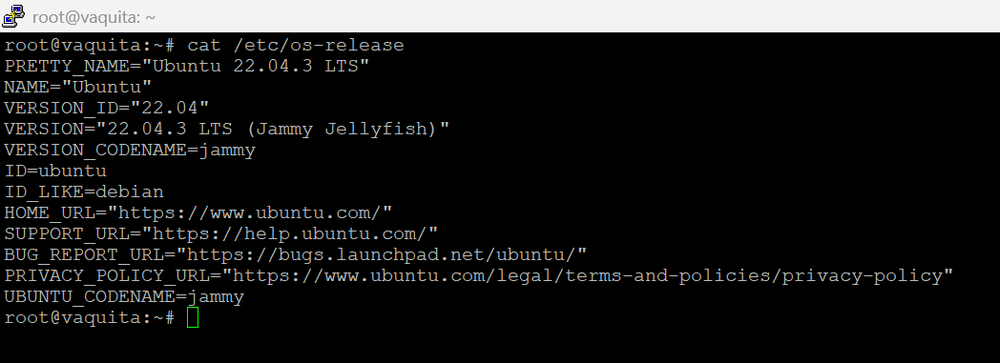 root@vaquita: ~
root@vaquita:~# cat /etc/os-release
PRETTY_NAME="Ubuntu 22.04.3 LTS"
NAME="Ubuntu"
VERSION_ID="22.04"
VERSION="22.04.3 LTS (Jammy Jellyfish)"
VERSION_CODENAME=jammy
ID=ubuntu
ID_LIKE=debian
HOME_URL="https://www.ubuntu.com/"
SUPPORT_URL="https://help.ubuntu.com/"
BUG_REPORT_URL="https://bugs.launchpad.net/ubuntu/"
PRIVACY_POLICY_URL="https://www.ubuntu.com/legal/terms-and-policies/privacy-policy"
UBUNTU_CODENAME=jammy
root@vaquita:~#